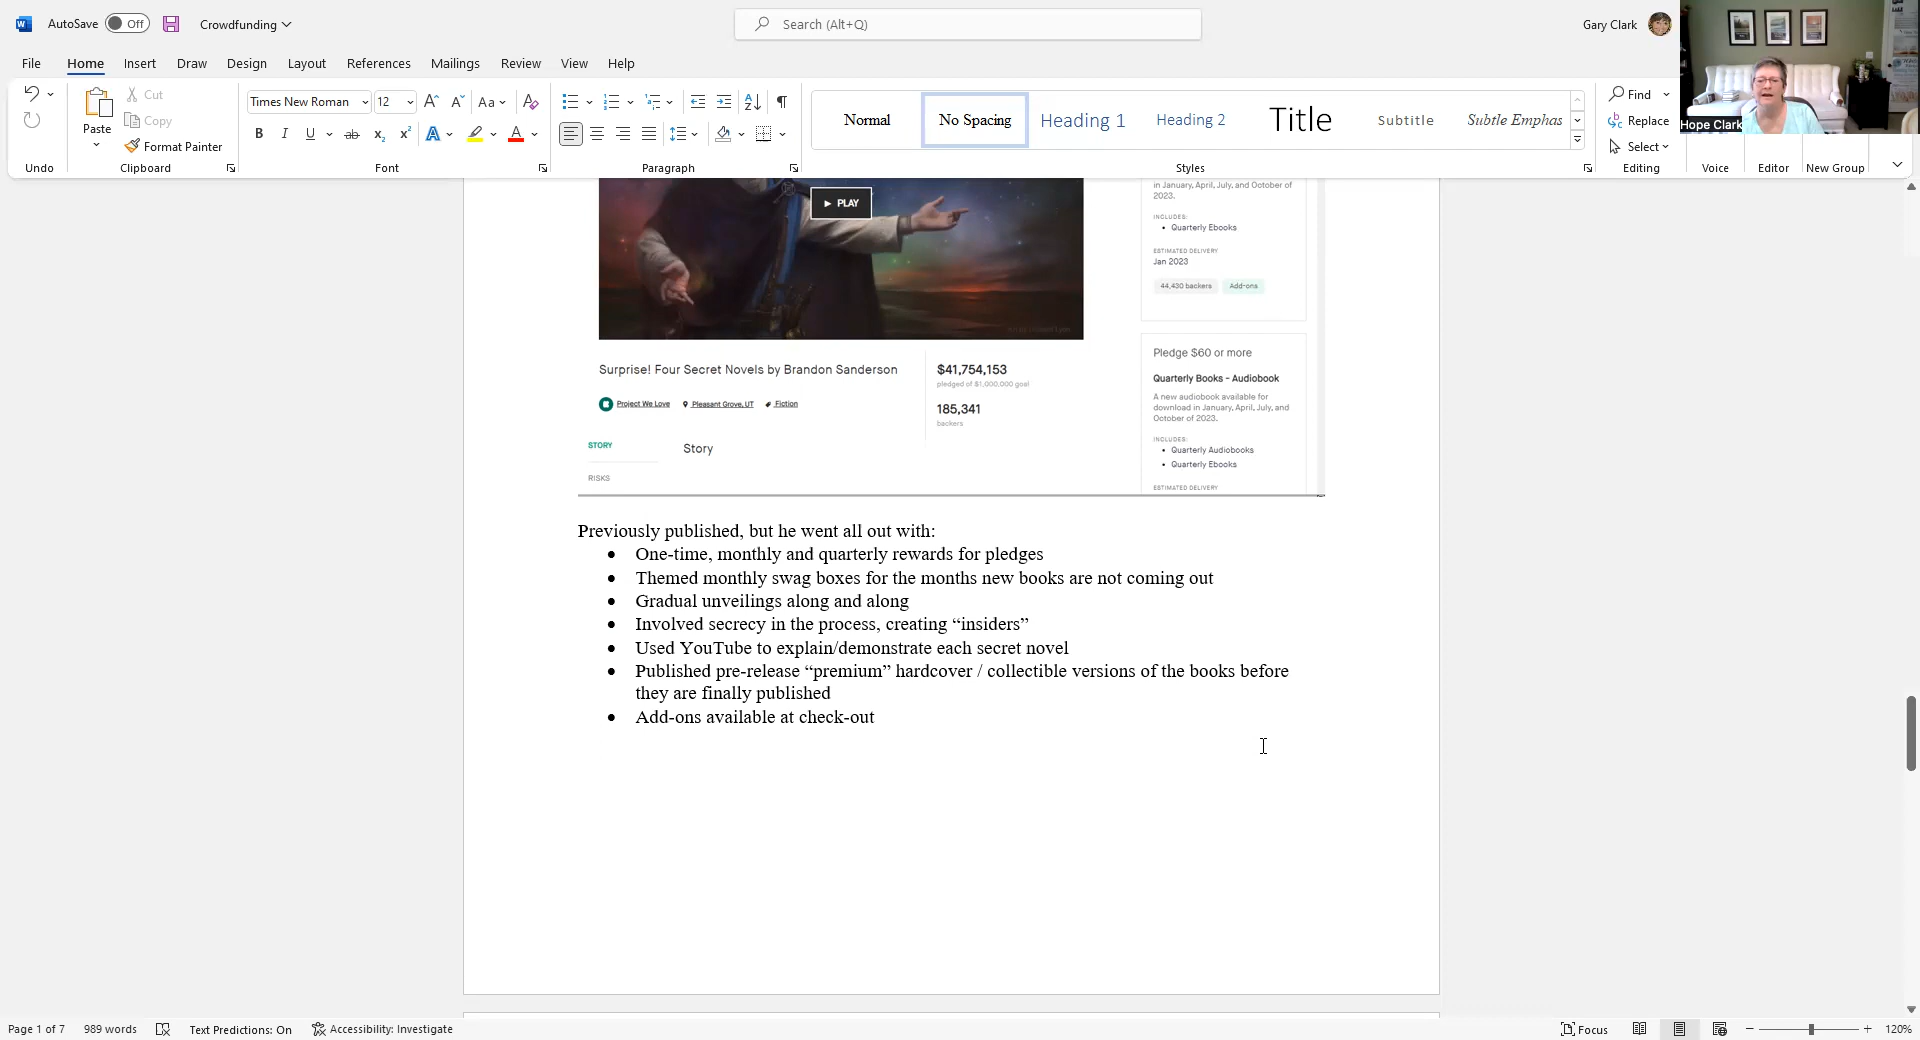 AutoSave Off Crowdfunding Search (Alt+Q) Gary Clark
File Home Insert Draw Design Layout References Mailings Review View Help
Hope Clark
Paste
Cut
Copy
Format Painter
Times New Roman 12 Aa
B I U ab x₂ x² A A
Normal No Spacing Heading 1 Heading 2 Title Subtitle Subtle Emphas
Find
Replace
Select
Undo Clipboard Font Paragraph Styles Editing Voice Editor New Group
PLAY
in January, April, July, and October of
2023.
INCLUDES:
• Quarterly Ebooks
ESTIMATED DELIVERY
Jan 2023
44,430 backers Add-ons
Surprise! Four Secret Novels by Brandon Sanderson
Project We Love Pleasant Grove, UT Fiction
$41,754,153
pledged of $1,000,000 goal
185,341
backers
STORY
Story
RISKS
Pledge $60 or more
Quarterly Books - Audiobook
A new audiobook available for
download in January, April, July, and
October of 2023.
INCLUDES:
• Quarterly Audiobooks
• Quarterly Ebooks
ESTIMATED DELIVERY
Previously published, but he went all out with:
• One-time, monthly and quarterly rewards for pledges
• Themed monthly swag boxes for the months new books are not coming out
• Gradual unveilings along and along
• Involved secrecy in the process, creating “insiders”
• Used YouTube to explain/demonstrate each secret novel
• Published pre-release “premium” hardcover / collectible versions of the books before
they are finally published
• Add-ons available at check-out
Page 1 of 7 989 words Text Predictions: On Accessibility: Investigate Focus 120%